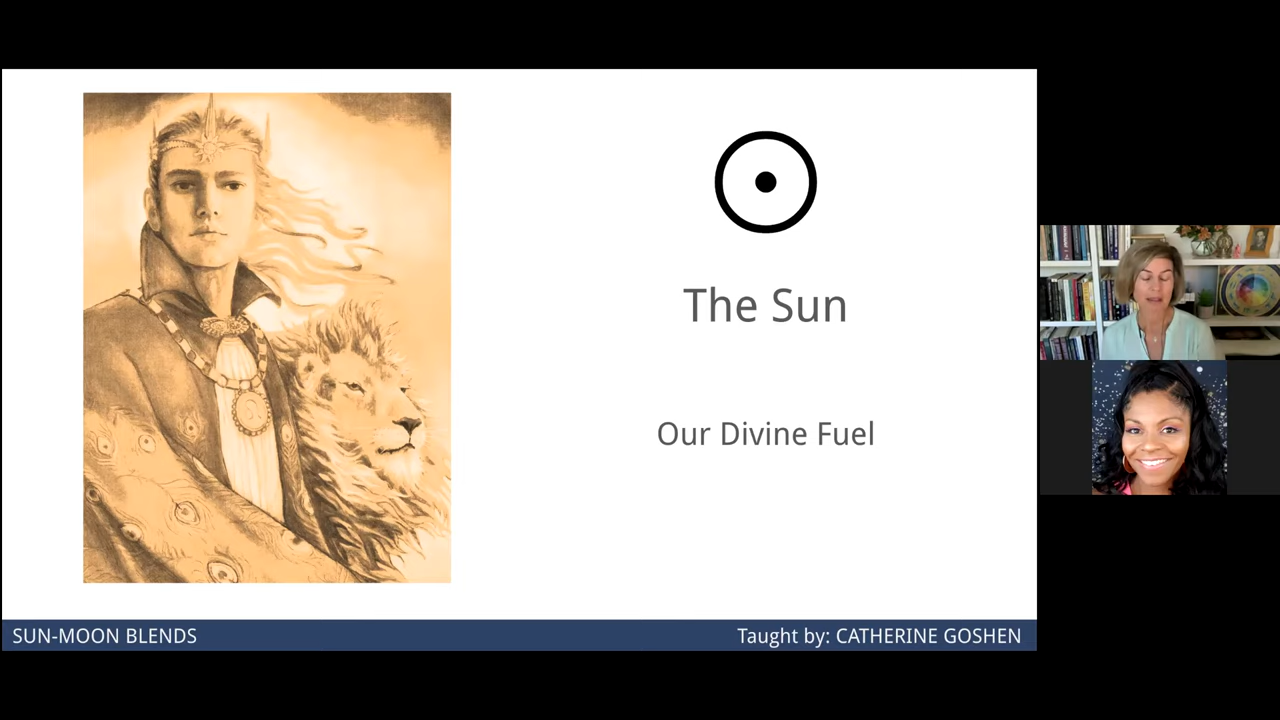 The Sun
Our Divine Fuel
SUN-MOON BLENDS
Taught by: CATHERINE GOSHEN